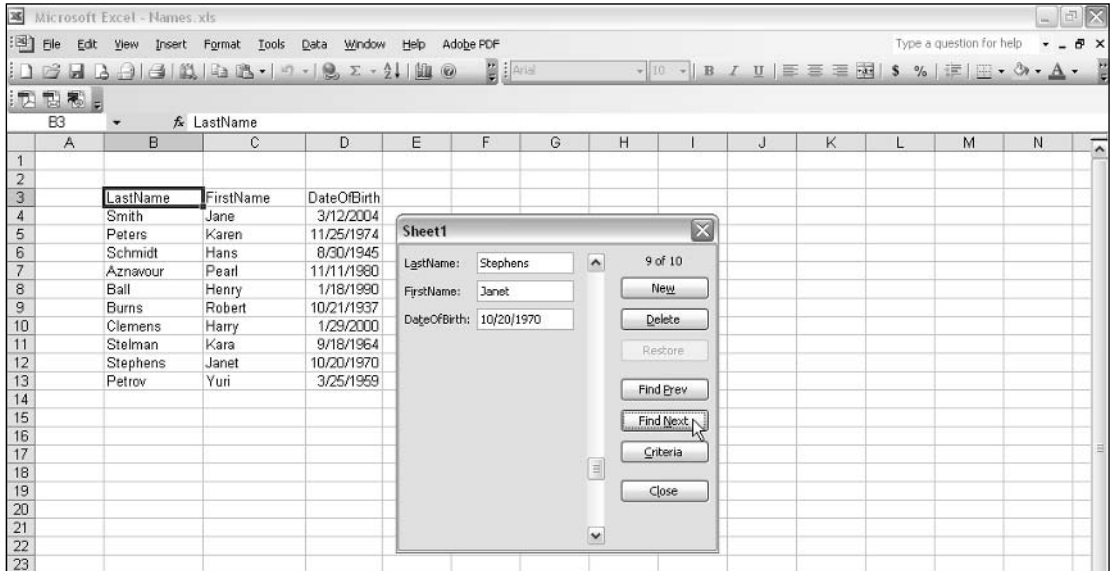 Microsoft Excel - Names.xls
File Edit View Insert Format Tools Data Window Help Adobe PDF Type a question for help
Arial 10 B I U $ %
B3 fx LastName
A B C D E F G H I J K L M N
1
2
3 LastName FirstName DateOfBirth
4 Smith Jane 3/12/2004
5 Peters Karen 11/25/1974
6 Schmidt Hans 8/30/1945
7 Aznavour Pearl 11/11/1980
8 Ball Henry 1/18/1990
9 Burns Robert 10/21/1937
10 Clemens Harry 1/29/2000
11 Stelman Kara 9/18/1964
12 Stephens Janet 10/20/1970
13 Petrov Yuri 3/25/1959
14
15
16
17
18
19
20
21
22
23
Sheet1
LastName: Stephens 9 of 10
FirstName: Janet New
DateOfBirth: 10/20/1970 Delete
Restore
Find Prev
Find Next
Criteria
Close